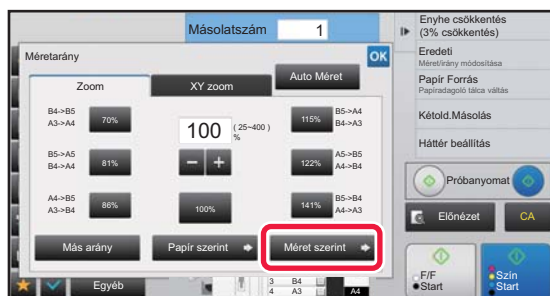 Másolatszám
1
Méretarány
OK
Zoom
XY zoom
Auto Méret
B4->B5
A3->A4
70%
100
( 25~400 )
%
115%
B5->A4
B4->A3
B5->A5
B4->A4
81%
122%
A5->B5
A4->B4
A4->B5
A3->B4
86%
100%
141%
B5->B4
A4->A3
Más arány
Papír szerint
Méret szerint
Egyéb
3 B4
4 A3
A4
Enyhe csökkentés
(3% csökkentés)
Eredeti
Méret/irány módosítása
Papír Forrás
Papíradagoló tálca váltás
Kétold.Másolás
Háttér beállítás
Próbanyomat
Előnézet
CA
F/F
Start
Szín
Start